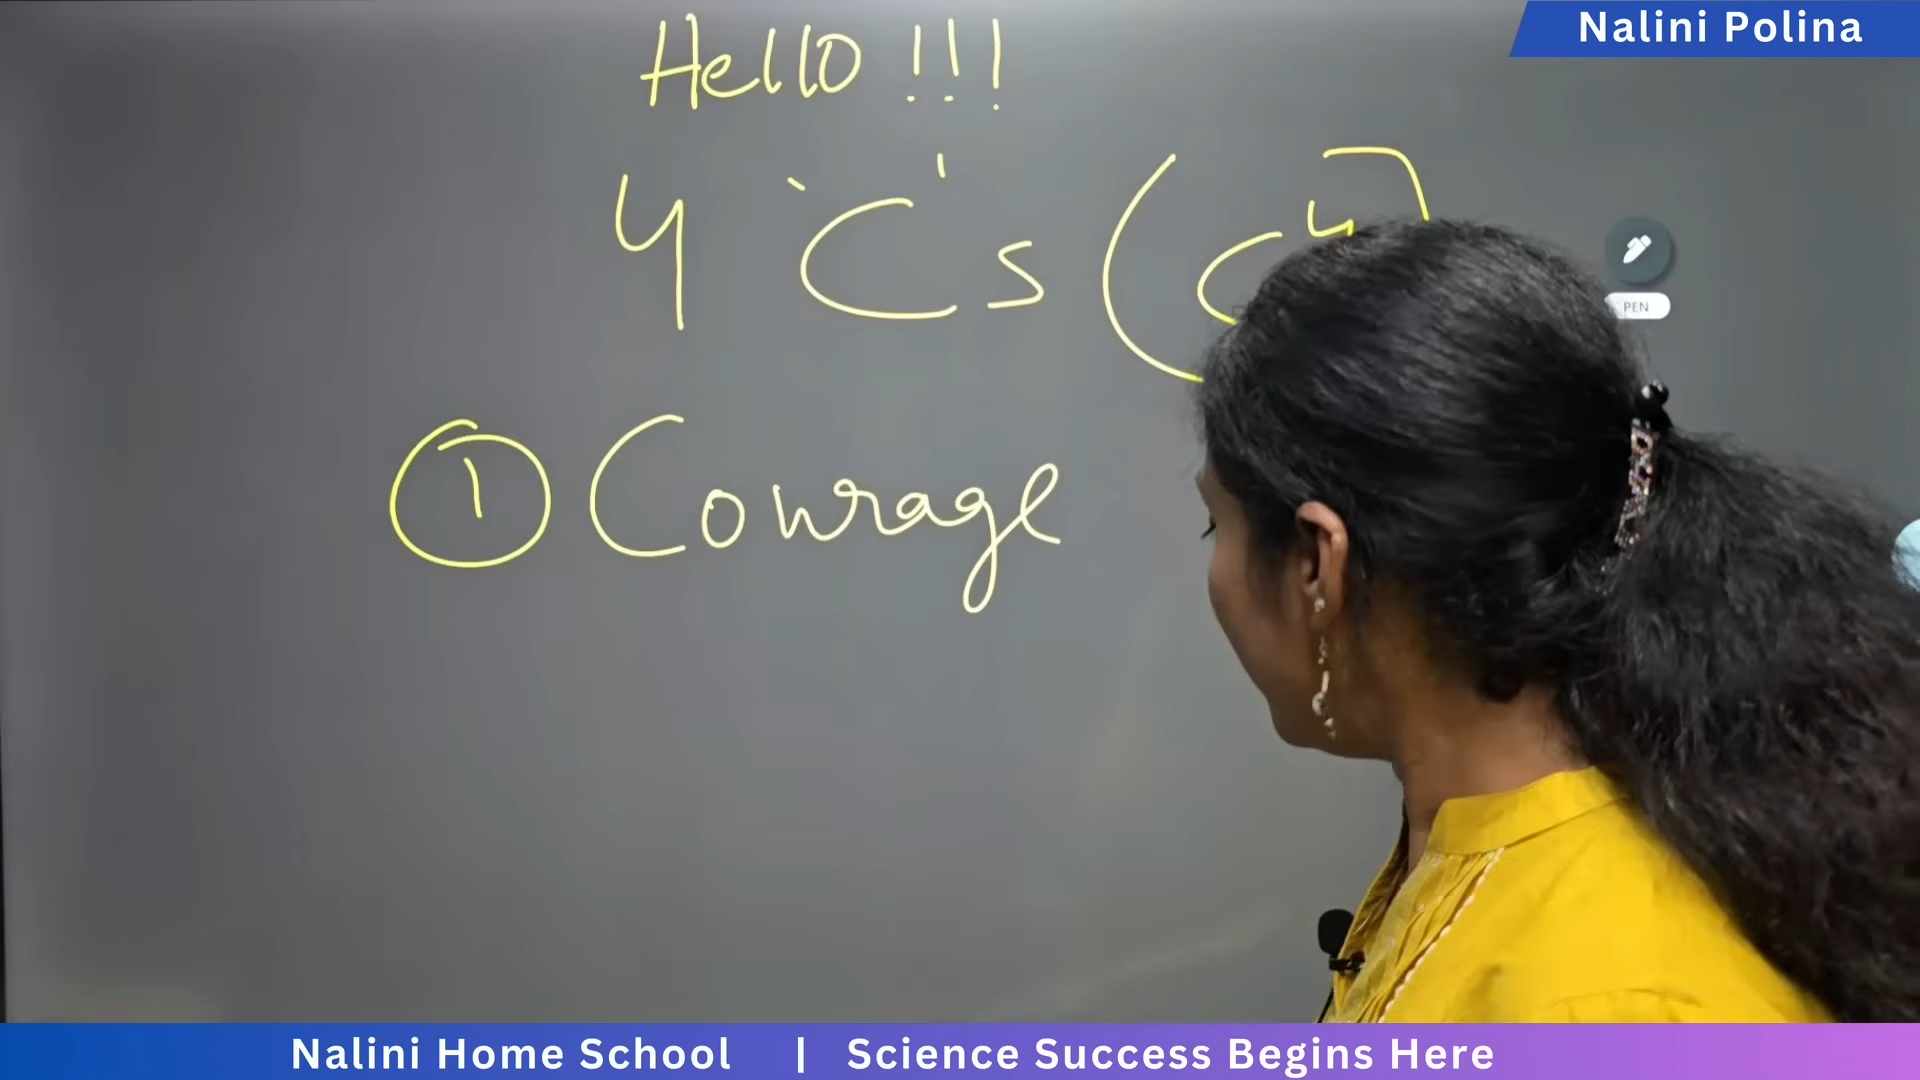 Nalini Polina
Hello !!!
4 'C's (C⁴)
PEN
① Courage
Nalini Home School | Science Success Begins Here